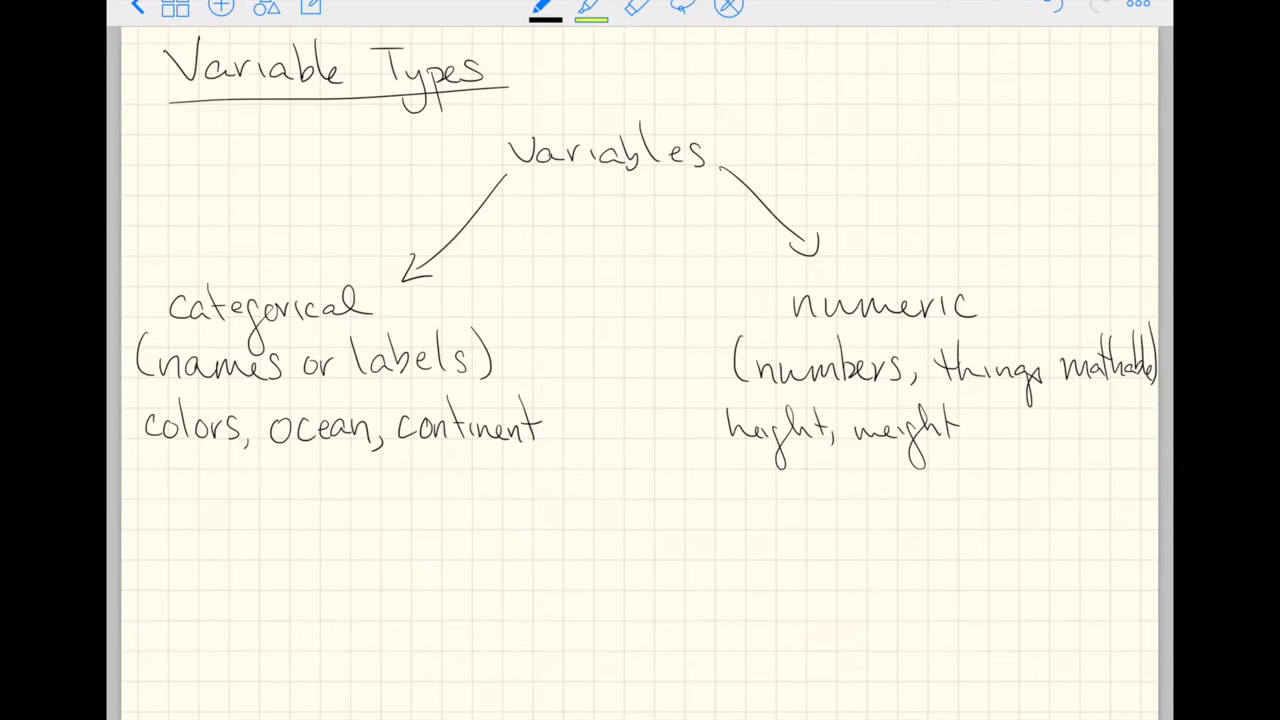 Variable Types
Variables
categorical
(names or labels)
colors, ocean, continent
numeric
(numbers, things mathable)
height, weight